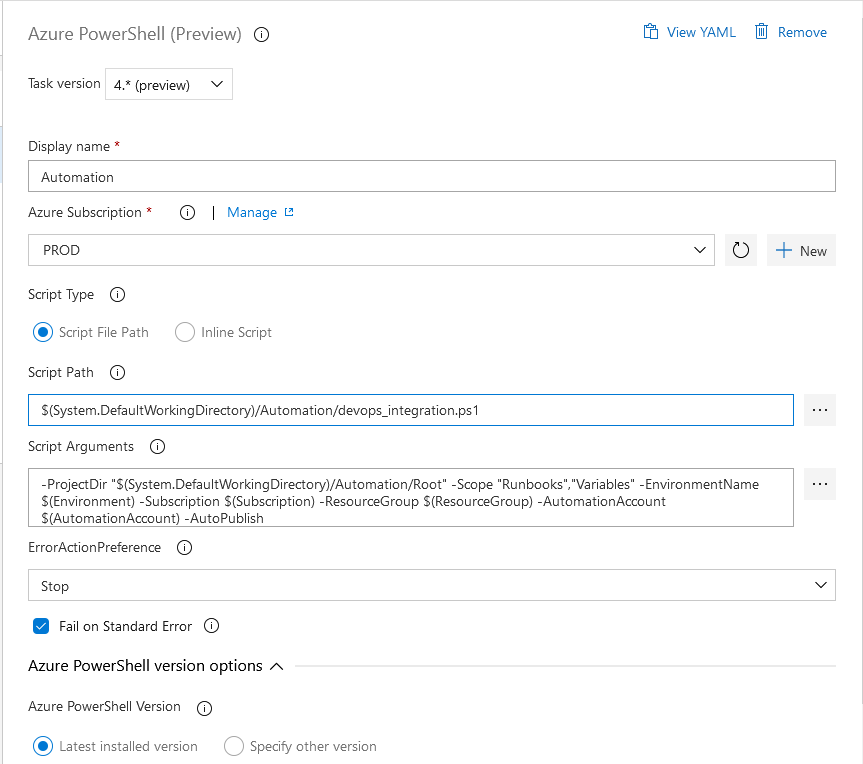 Azure PowerShell (Preview)
View YAML
Remove
Task version
4.* (preview)
Display name *
Automation
Azure Subscription *
Manage
PROD
New
Script Type
Script File Path
Inline Script
Script Path
$(System.DefaultWorkingDirectory)/Automation/devops_integration.ps1
...
Script Arguments
-ProjectDir "$(System.DefaultWorkingDirectory)/Automation/Root" -Scope "Runbooks","Variables" -EnvironmentName
$(Environment) -Subscription $(Subscription) -ResourceGroup $(ResourceGroup) -AutomationAccount
$(AutomationAccount) -AutoPublish
...
ErrorActionPreference
Stop
Fail on Standard Error
Azure PowerShell version options
Azure PowerShell Version
Latest installed version
Specify other version